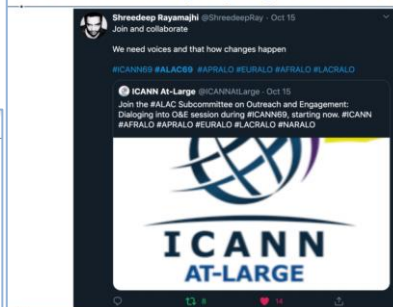 Shreedeep Rayamajhi @ShreedeepRay · Oct 15
Join and collaborate
We need voices and that how changes happen
#ICANN69 #ALAC69 #APRALO #EURALO #AFRALO #LACRALO
ICANN At-Large @ICANNAtLarge · Oct 15
Join the #ALAC Subcommittee on Outreach and Engagement:
Dialoging into O&E session during #ICANN69, starting now. #ICANN
#AFRALO #APRALO #EURALO #LACRALO #NARALO
ICANN
AT-LARGE
8 14